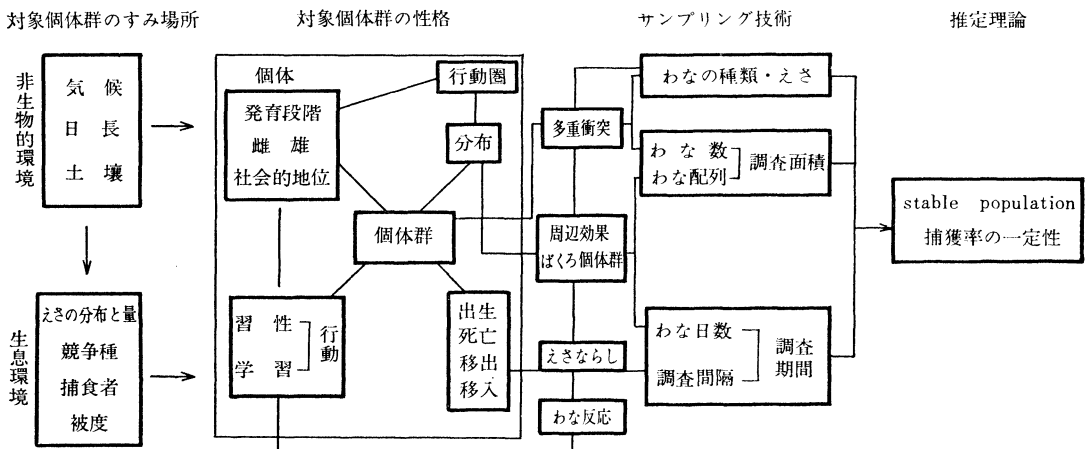 対象個体群のすみ場所
対象個体群の性格
サンプリング技術
推定理論
非生物的環境
気候
日長
土壌
生息環境
えさの分布と量
競争種
捕食者
被度
個体
発育段階
雌雄
社会的地位
行動圏
分布
個体群
習性
学習
行動
出生
死亡
移出
移入
多重衝突
周辺効果
ばくろ個体群
えさならし
わな反応
わなの種類・えさ
わな数
わな配列
調査面積
わな日数
調査間隔
調査
期間
stable population
捕獲率の一定性